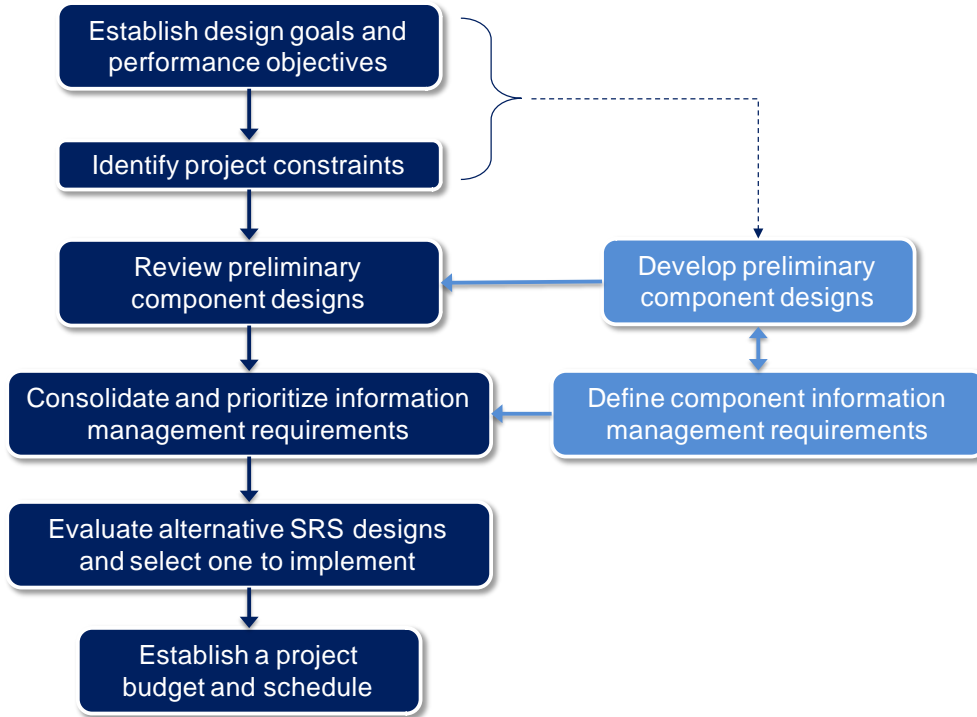 Establish design goals and
performance objectives
Identify project constraints
Review preliminary
component designs
Develop preliminary
component designs
Consolidate and prioritize information
management requirements
Define component information
management requirements
Evaluate alternative SRS designs
and select one to implement
Establish a project
budget and schedule